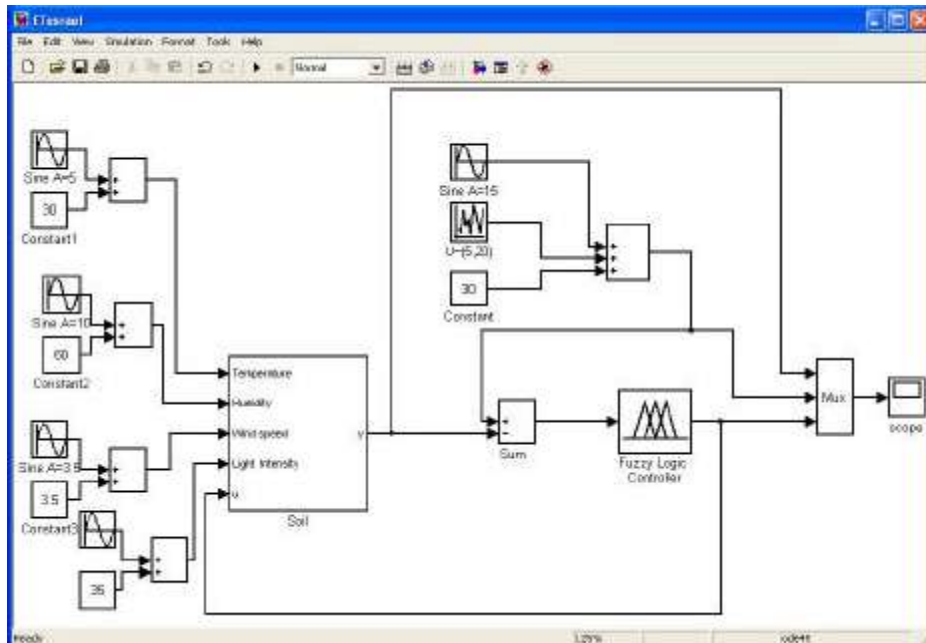 File Edit View Simulation Format Tools Help
Normal
Sine A=5
30
Constant1
Sine A=10
60
Constant2
Sine A=3.5
3.5
Constant3
35
Temperature
Humidity
Wind speed
Light Intensity
u
y
Soil
Sine A=15
U~(5,20)
30
Constant
Sum
Fuzzy Logic
Controller
Mux
scope
Ready
125%